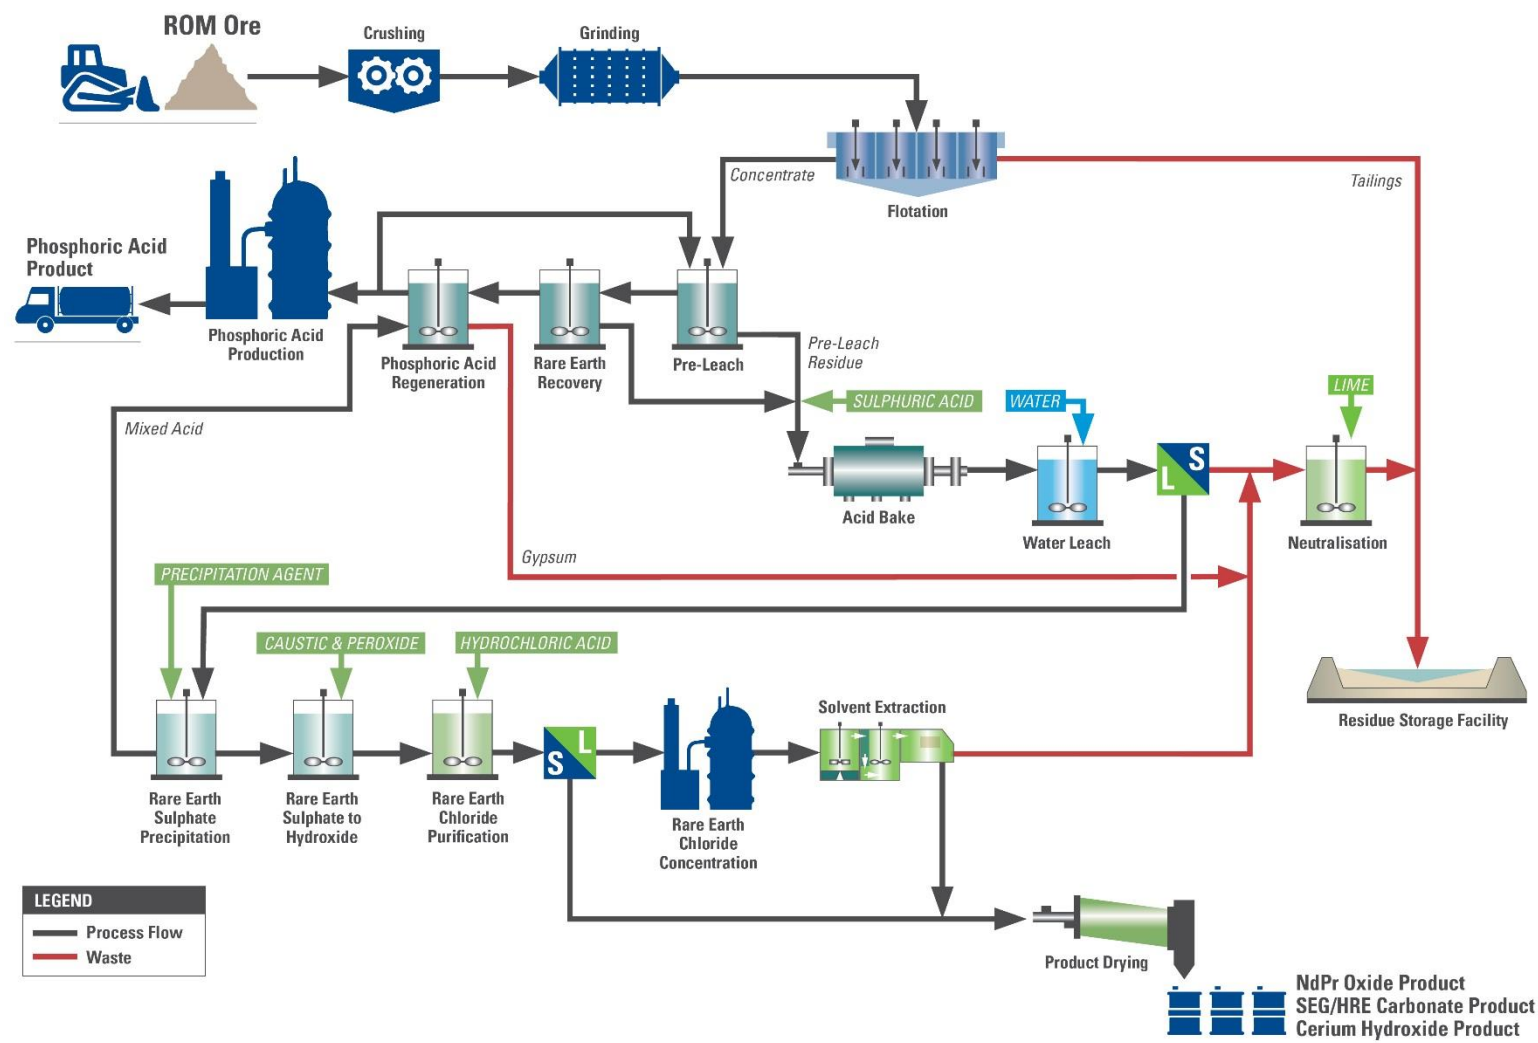 ROM Ore
Crushing
Grinding
Concentrate
Tailings
Flotation
Phosphoric Acid
Product
Phosphoric Acid
Production
Phosphoric Acid
Regeneration
Rare Earth
Recovery
Pre-Leach
Pre-Leach
Residue
SULPHURIC ACID
WATER
LIME
Mixed Acid
S
L
Acid Bake
Water Leach
Neutralisation
Gypsum
PRECIPITATION AGENT
CAUSTIC & PEROXIDE
HYDROCHLORIC ACID
Solvent Extraction
Residue Storage Facility
L
S
Rare Earth
Sulphate
Precipitation
Rare Earth
Sulphate to
Hydroxide
Rare Earth
Chloride
Purification
Rare Earth
Chloride
Concentration
LEGEND
Process Flow
Waste
Product Drying
NdPr Oxide Product
SEG/HRE Carbonate Product
Cerium Hydroxide Product